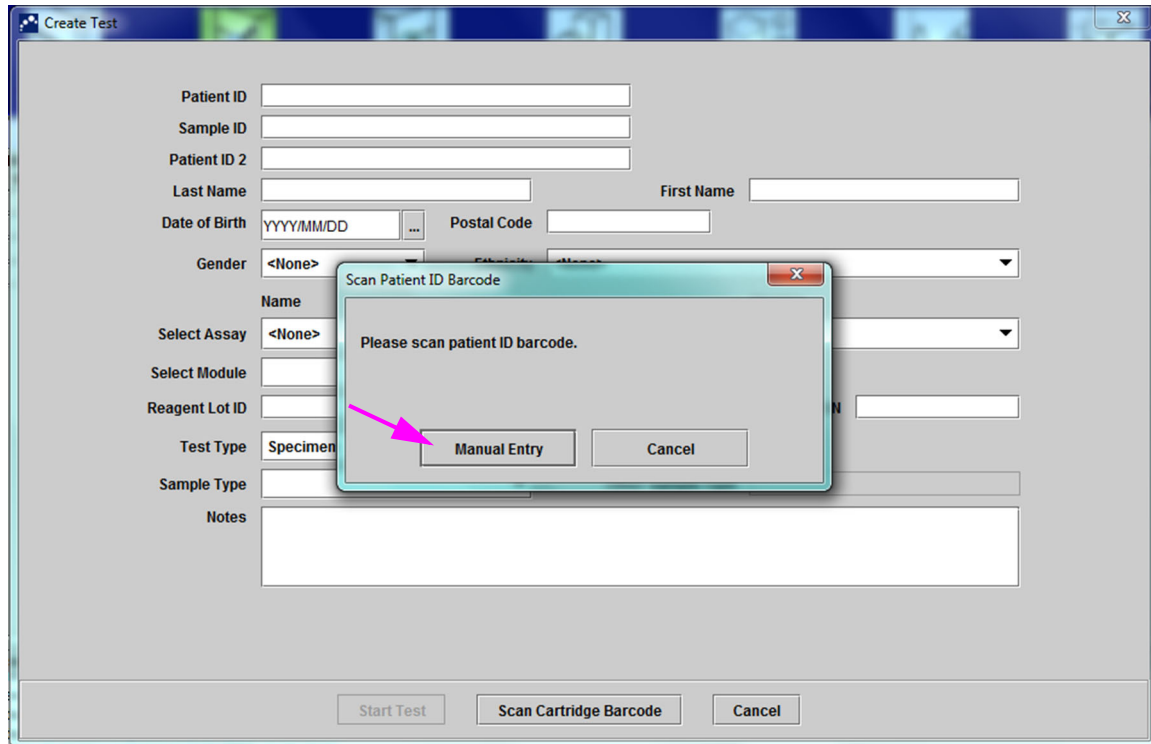 Create Test
Patient ID
Sample ID
Patient ID 2
Last Name First Name
Date of Birth YYYY/MM/DD ... Postal Code
Gender <None> Ethnicity <None>
Scan Patient ID Barcode
Name
Select Assay <None>
Please scan patient ID barcode.
Select Module
Reagent Lot ID N
Test Type Specimen
Manual Entry Cancel
Sample Type
Notes
Start Test Scan Cartridge Barcode Cancel